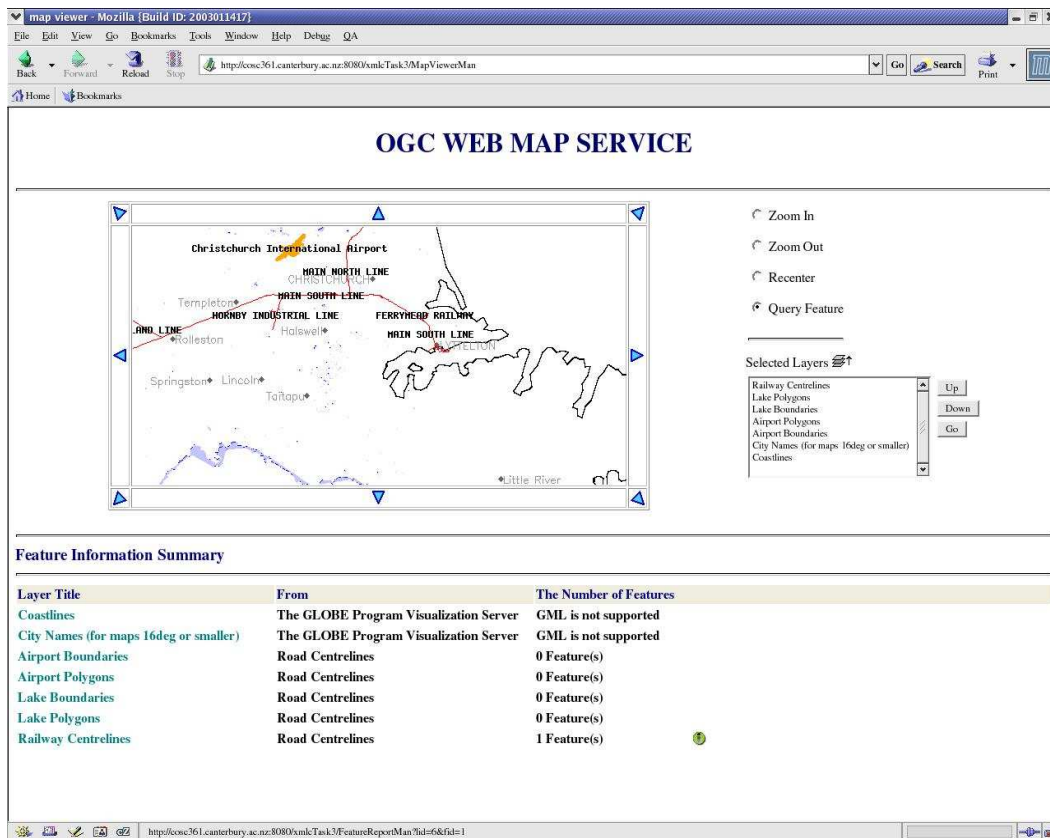 map viewer - Mozilla {Build ID: 2003011417}
File Edit View Go Bookmarks Tools Window Help Debug QA
Back Forward Reload Stop http://cosc361.canterbury.ac.nz:8080/xmlcTask3/MapViewerMan Go Search Print
Home Bookmarks
OGC WEB MAP SERVICE
Christchurch International Airport
MAIN NORTH LINE
CHRISTCHURCH
MAIN SOUTH LINE
Templeton
HORNBY INDUSTRIAL LINE FERRYMEAD RAILWAY
AND LINE Halswell MAIN SOUTH LINE
Rolleston LYTTELTON
Springston Lincoln
Taitapu
Little River
Zoom In
Zoom Out
Recenter
Query Feature
Selected Layers
Railway Centrelines
Lake Polygons
Lake Boundaries
Airport Polygons
Airport Boundaries
City Names (for maps 16deg or smaller)
Coastlines
Up
Down
Go
Feature Information Summary
Layer Title From The Number of Features
Coastlines The GLOBE Program Visualization Server GML is not supported
City Names (for maps 16deg or smaller) The GLOBE Program Visualization Server GML is not supported
Airport Boundaries Road Centrelines 0 Feature(s)
Airport Polygons Road Centrelines 0 Feature(s)
Lake Boundaries Road Centrelines 0 Feature(s)
Lake Polygons Road Centrelines 0 Feature(s)
Railway Centrelines Road Centrelines 1 Feature(s)
http://cosc361.canterbury.ac.nz:8080/xmlcTask3/FeatureReportMan?lid=6&fid=1